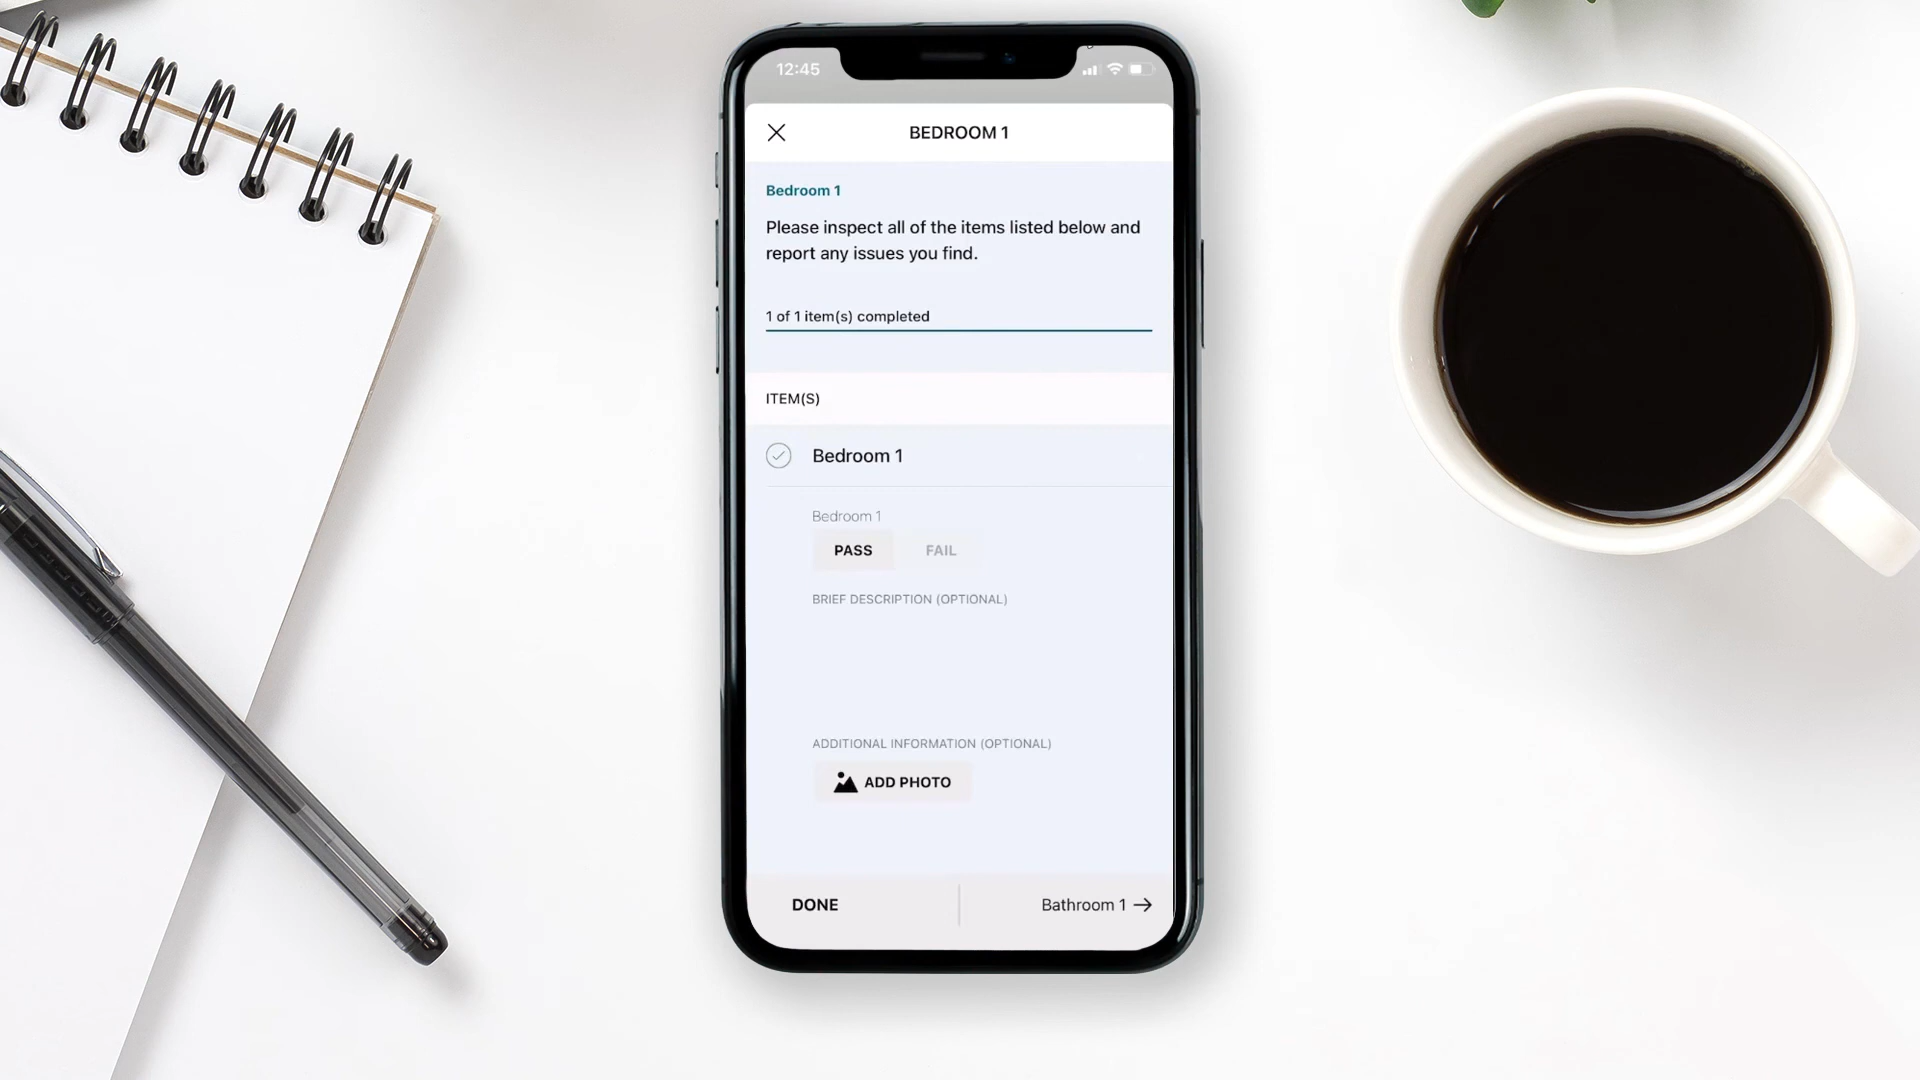 12:45
BEDROOM 1
Bedroom 1
Please inspect all of the items listed below and
report any issues you find.
1 of 1 item(s) completed
ITEM(S)
Bedroom 1
Bedroom 1
PASS FAIL
BRIEF DESCRIPTION (OPTIONAL)
ADDITIONAL INFORMATION (OPTIONAL)
ADD PHOTO
DONE Bathroom 1 →